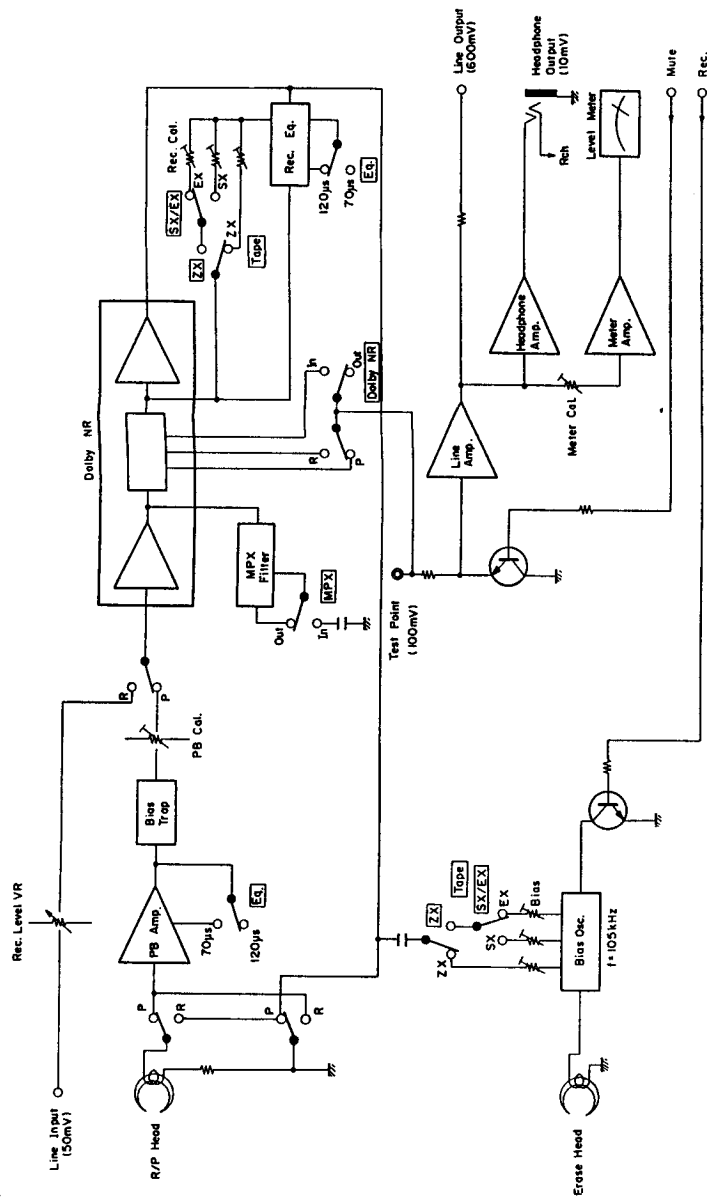 Line Input
(50mV)
Rec. Level VR
R/P Head
P
R
P
R
PB Amp.
70µs
120µs
Eq.
Bias
Trap
PB Cal.
R
P
Dolby NR
MPX
Filter
Out
In
MPX
R
P
In
Out
Dolby NR
ZX
SX/EX
EX
SX
Rec. Cal.
ZX
Tape
Rec. Eq.
120µs
70µs
Eq.
Test Point
(100mV)
Line
Amp.
Line Output
(600mV)
Headphone
Amp.
Headphone
Output
(10mV)
Rch
Meter Cal
Meter
Amp.
Level Meter
Mute
Rec.
Erase Head
ZX
ZX
Tape
SX/EX
SX
EX
Bias
Bias Osc.
f=105kHz